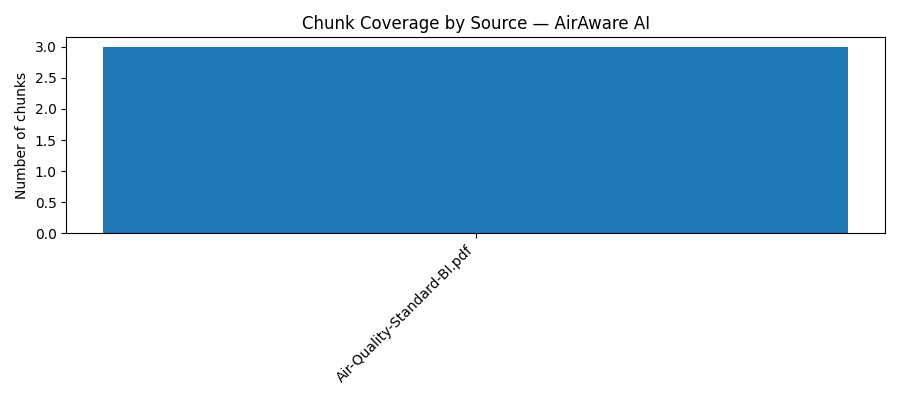 Chunk Coverage by Source — AirAware AI
Number of chunks
3.0
2.5
2.0
1.5
1.0
0.5
0.0
Air-Quality-Standard-BI.pdf